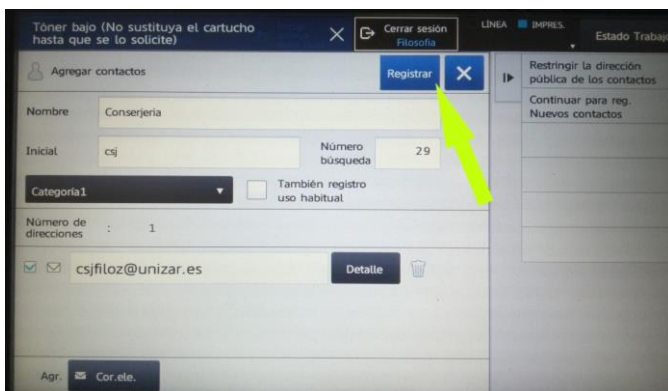 Tóner bajo (No sustituya el cartucho
hasta que se lo solicite)
Cerrar sesión
Filosofia
LÍNEA
IMPRES.
Estado Trabajo
Agregar contactos
Registrar
Restringir la dirección
pública de los contactos
Continuar para reg.
Nuevos contactos
Nombre
Conserjeria
Inicial
csj
Número
búsqueda
29
Categoría1
También registro
uso habitual
Número de
direcciones
:
1
csjfiloz@unizar.es
Detalle
Agr.
Cor.ele.